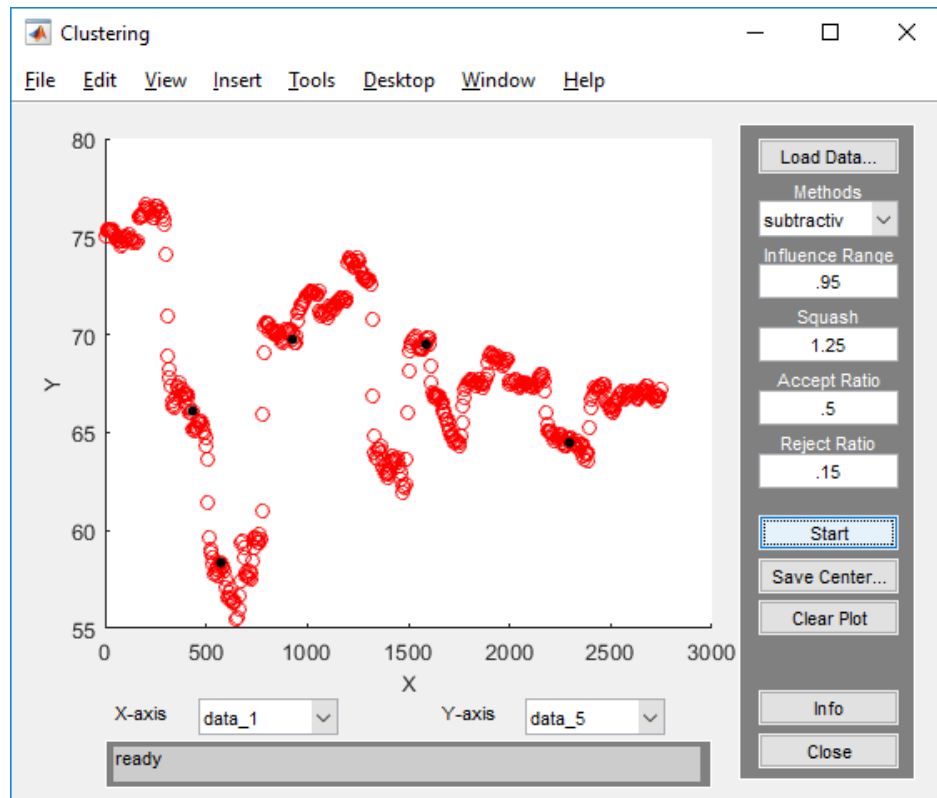 Clustering
File Edit View Insert Tools Desktop Window Help
80
75
70
65
60
55
Y
0 500 1000 1500 2000 2500 3000
X
X-axis data_1 Y-axis data_5
ready
Load Data...
Methods
subtractiv
Influence Range
.95
Squash
1.25
Accept Ratio
.5
Reject Ratio
.15
Start
Save Center...
Clear Plot
Info
Close